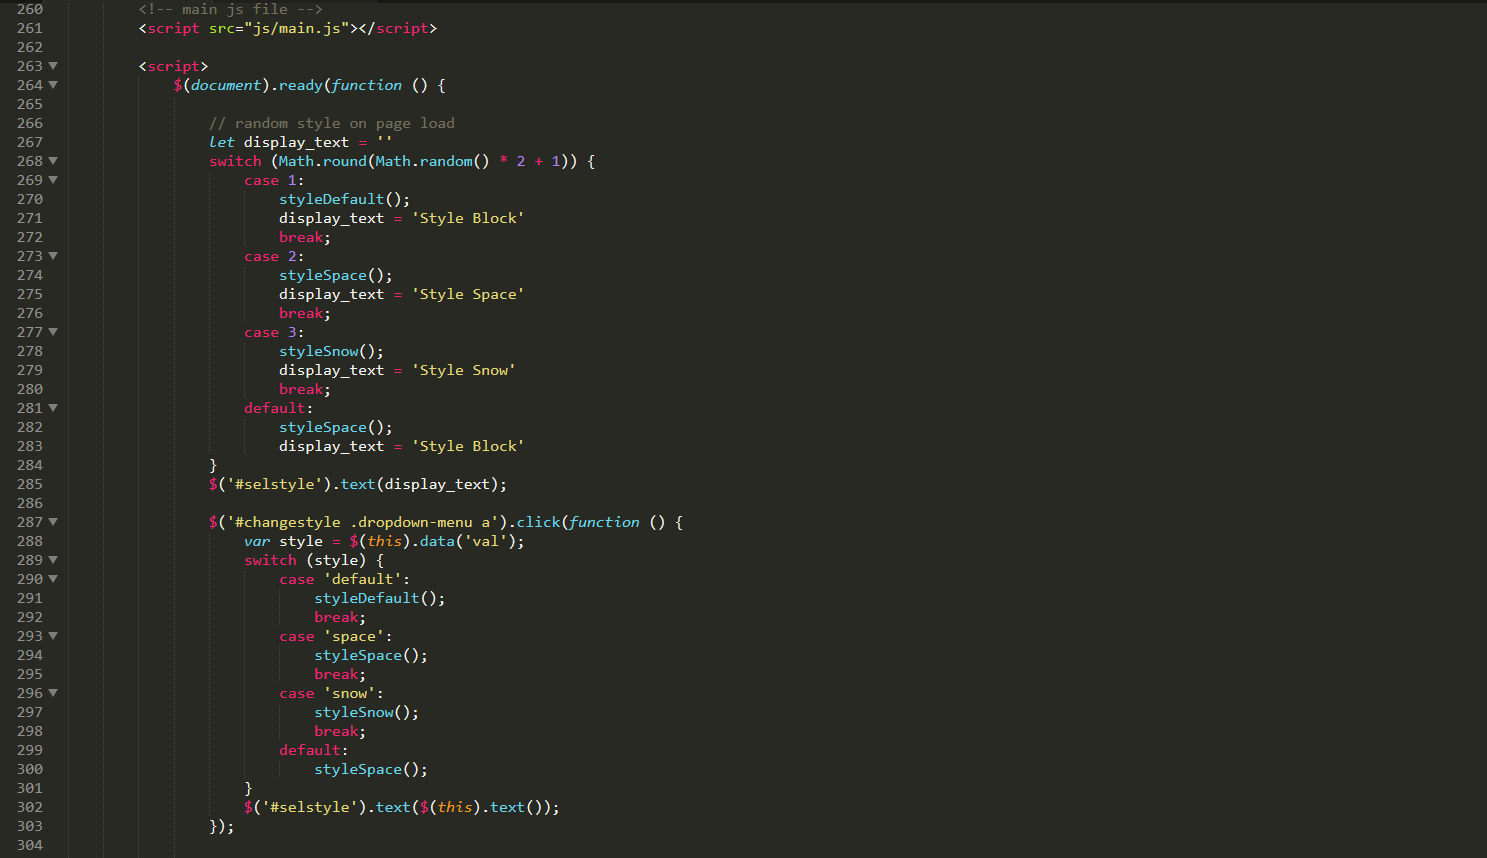 260 <!-- main js file -->
261 <script src="js/main.js"></script>
262
263 <script>
264 $(document).ready(function () {
265
266 // random style on page load
267 let display_text = ''
268 switch (Math.round(Math.random() * 2 + 1)) {
269 case 1:
270 styleDefault();
271 display_text = 'Style Block'
272 break;
273 case 2:
274 styleSpace();
275 display_text = 'Style Space'
276 break;
277 case 3:
278 styleSnow();
279 display_text = 'Style Snow'
280 break;
281 default:
282 styleSpace();
283 display_text = 'Style Block'
284 }
285 $('#selstyle').text(display_text);
286
287 $('#changestyle .dropdown-menu a').click(function () {
288 var style = $(this).data('val');
289 switch (style) {
290 case 'default':
291 styleDefault();
292 break;
293 case 'space':
294 styleSpace();
295 break;
296 case 'snow':
297 styleSnow();
298 break;
299 default:
300 styleSpace();
301 }
302 $('#selstyle').text($(this).text());
303 });
304